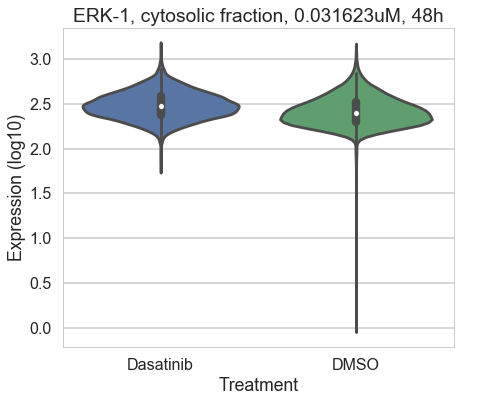 ERK-1, cytosolic fraction, 0.031623uM, 48h
3.0
2.5
2.0
1.5
1.0
0.5
0.0
Expression (log10)
Dasatinib DMSO
Treatment